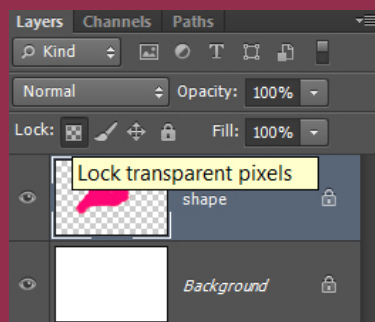 Layers Channels Paths
Kind T
Normal Opacity: 100%
Lock: Fill: 100%
Lock transparent pixels
shape
Background